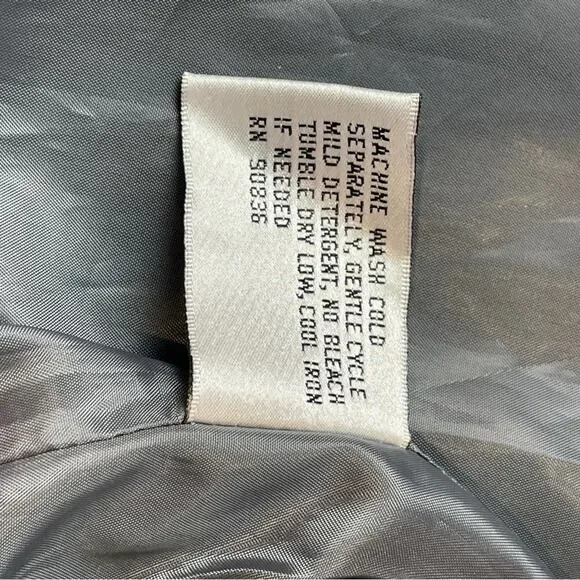 MACHINE WASH COLD
SEPARATELY, GENTLE CYCLE
MILD DETERGENT, NO BLEACH
TUMBLE DRY LOW, COOL IRON
IF NEEDED
RN 90836